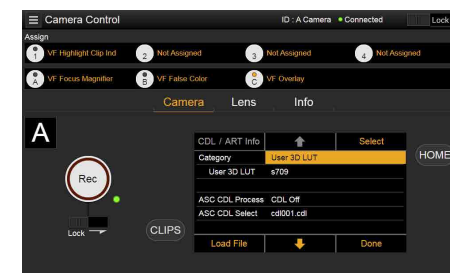 ☰ Camera Control ID : A Camera ● Connected Lock
Assign
1 VF Highlight Clip Ind 2 Not Assigned 3 Not Assigned 4 Not Assigned
A VF Focus Magnifier B VF False Color C VF Overlay
Camera Lens Info
A
CDL / ART Info Select
Category User 3D LUT
User 3D LUT s709
HOME
Rec
ASC CDL Process CDL Off
ASC CDL Select cdl001.cdl
Lock CLIPS
Load File Done